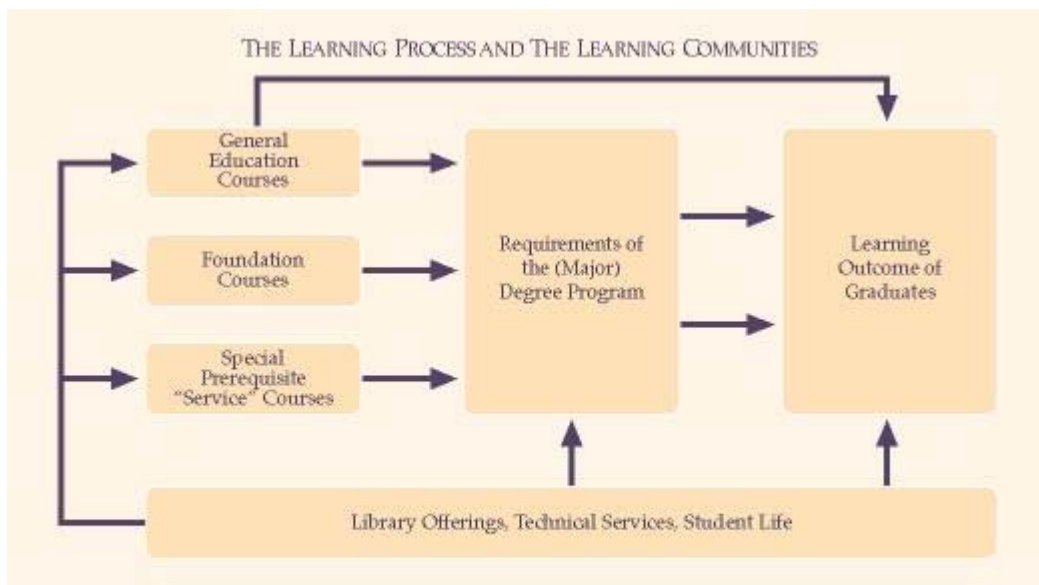 THE LEARNING PROCESS AND THE LEARNING COMMUNITIES
General
Education
Courses
Foundation
Courses
Special
Prerequisite
“Service” Courses
Requirements of
the (Major)
Degree Program
Learning
Outcome of
Graduates
Library Offerings, Technical Services, Student Life